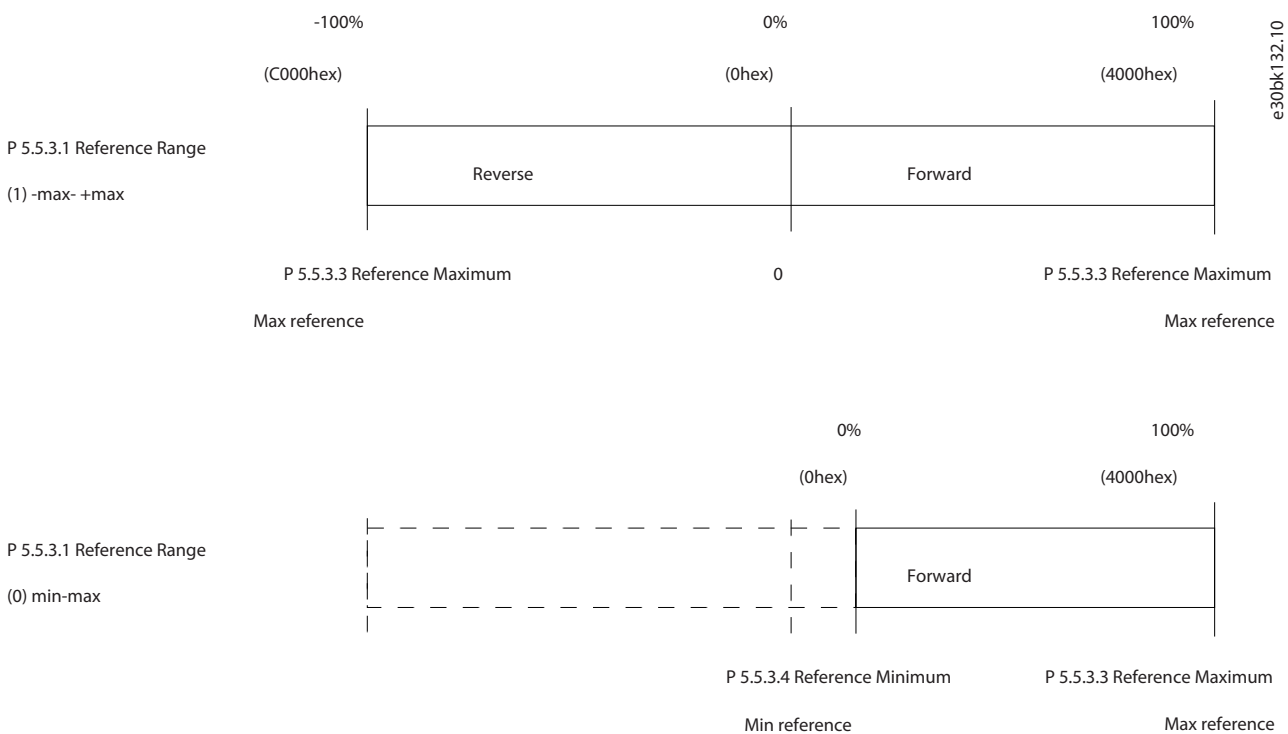 -100% 0% 100%
(C000hex) (0hex) (4000hex)
e30bk132.10
P 5.5.3.1 Reference Range
(1) -max- +max
Reverse Forward
P 5.5.3.3 Reference Maximum 0 P 5.5.3.3 Reference Maximum
Max reference Max reference
0% 100%
(0hex) (4000hex)
P 5.5.3.1 Reference Range
(0) min-max
Forward
P 5.5.3.4 Reference Minimum P 5.5.3.3 Reference Maximum
Min reference Max reference